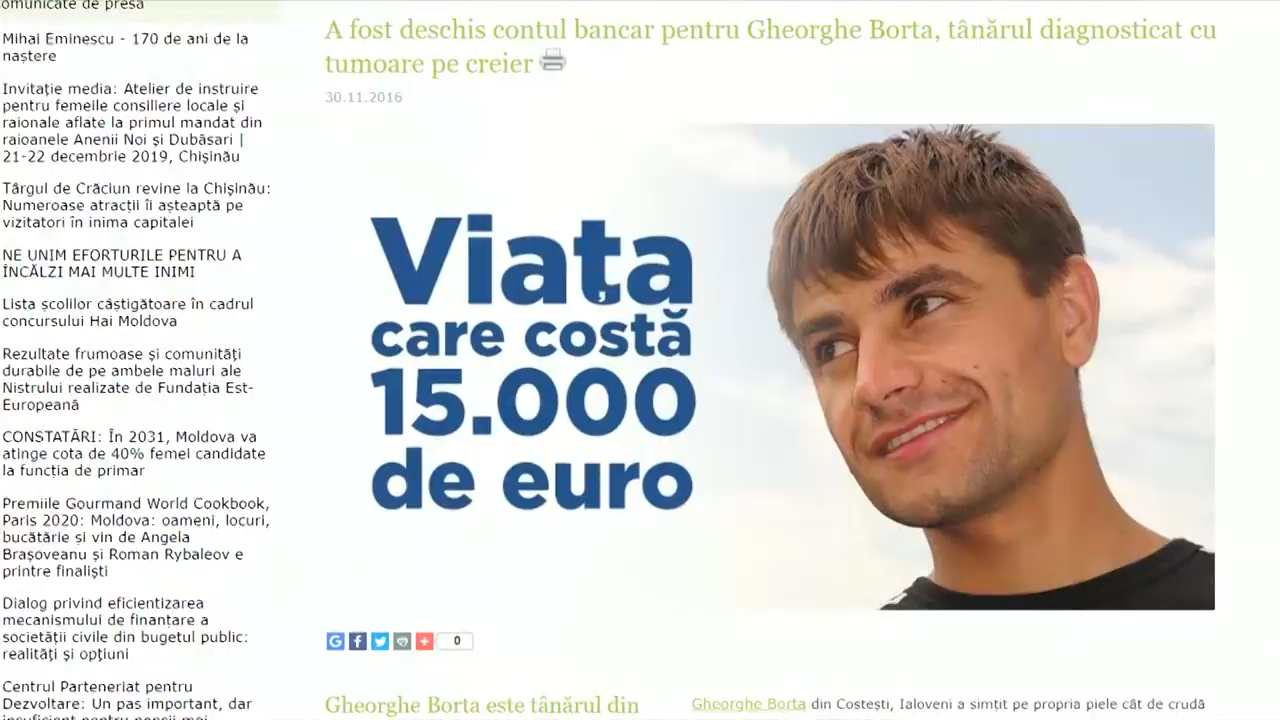 omunicate de presă
Mihai Eminescu - 170 de ani de la
naștere
Invitație media: Atelier de instruire
pentru femeile consiliere locale și
raionale aflate la primul mandat din
raioanele Anenii Noi și Dubăsari |
21-22 decembrie 2019, Chișinău
Târgul de Crăciun revine la Chișinău:
Numeroase atracții îi așteaptă pe
vizitatori în inima capitalei
NE UNIM EFORTURILE PENTRU A
ÎNCĂLZI MAI MULTE INIMI
Lista școlilor câștigătoare în cadrul
concursului Hai Moldova
Rezultate frumoase și comunități
durabile de pe ambele maluri ale
Nistrului realizate de Fundația Est-
Europeană
CONSTATĂRI: În 2031, Moldova va
atinge cota de 40% femei candidate
la funcția de primar
Premiile Gourmand World Cookbook,
Paris 2020: Moldova: oameni, locuri,
bucătărie și vin de Angela
Brașoveanu și Roman Rybaleov e
printre finaliști
Dialog privind eficientizarea
mecanismului de finanțare a
societății civile din bugetul public:
realități și opțiuni
Centrul Parteneriat pentru
Dezvoltare: Un pas important, dar
insuficient pentru pensii mai
A fost deschis contul bancar pentru Gheorghe Borta, tânărul diagnosticat cu
tumoare pe creier
30.11.2016
Viața
care costă
15.000
de euro
0
Gheorghe Borta este tânărul din
Gheorghe Borta din Costești, Ialoveni a simțit pe propria piele cât de crudă